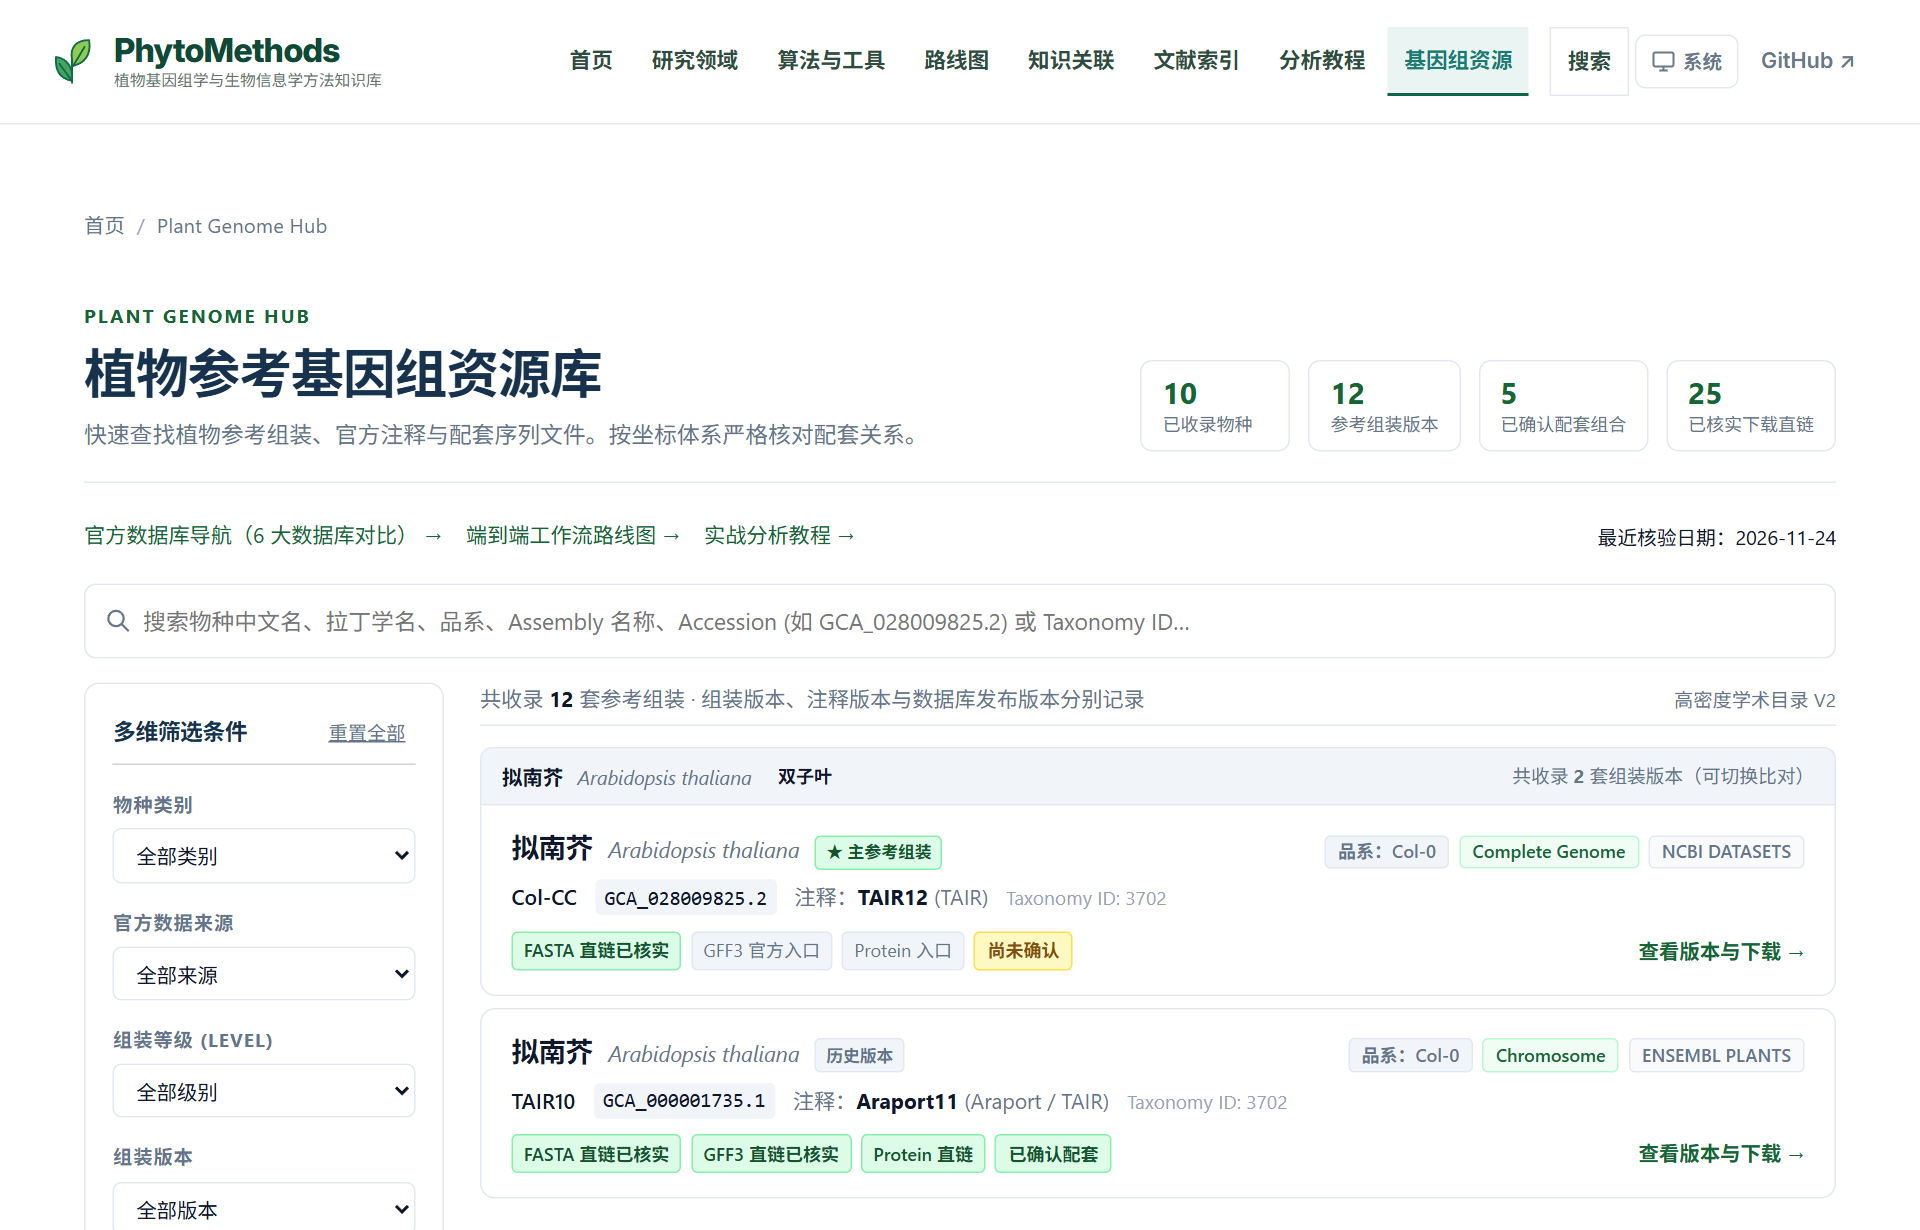 PhytoMethods
植物基因组学与生物信息学方法知识库
首页 研究领域 算法与工具 路线图 知识关联 文献索引 分析教程 基因组资源 搜索 系统 GitHub ↗
首页 / Plant Genome Hub
PLANT GENOME HUB
植物参考基因组资源库
快速查找植物参考组装、官方注释与配套序列文件。按坐标体系严格核对配套关系。
10 已收录物种
12 参考组装版本
5 已确认配套组合
25 已核实下载直链
官方数据库导航（6 大数据库对比） → 端到端工作流路线图 → 实战分析教程 →
最近核验日期：2026-11-24
搜索物种中文名、拉丁学名、品系、Assembly 名称、Accession (如 GCA_028009825.2) 或 Taxonomy ID...
多维筛选条件 重置全部
物种类别
全部类别
官方数据来源
全部来源
组装等级 (LEVEL)
全部级别
组装版本
全部版本
共收录 12 套参考组装 · 组装版本、注释版本与数据库发布版本分别记录
高密度学术目录 V2
拟南芥 Arabidopsis thaliana 双子叶
共收录 2 套组装版本（可切换比对）
拟南芥 Arabidopsis thaliana ★ 主参考组装
品系：Col-0 Complete Genome NCBI DATASETS
Col-CC GCA_028009825.2 注释：TAIR12 (TAIR) Taxonomy ID: 3702
FASTA 直链已核实 GFF3 官方入口 Protein 入口 尚未确认
查看版本与下载 →
拟南芥 Arabidopsis thaliana 历史版本
品系：Col-0 Chromosome ENSEMBL PLANTS
TAIR10 GCA_000001735.1 注释：Araport11 (Araport / TAIR) Taxonomy ID: 3702
FASTA 直链已核实 GFF3 直链已核实 Protein 直链 已确认配套
查看版本与下载 →